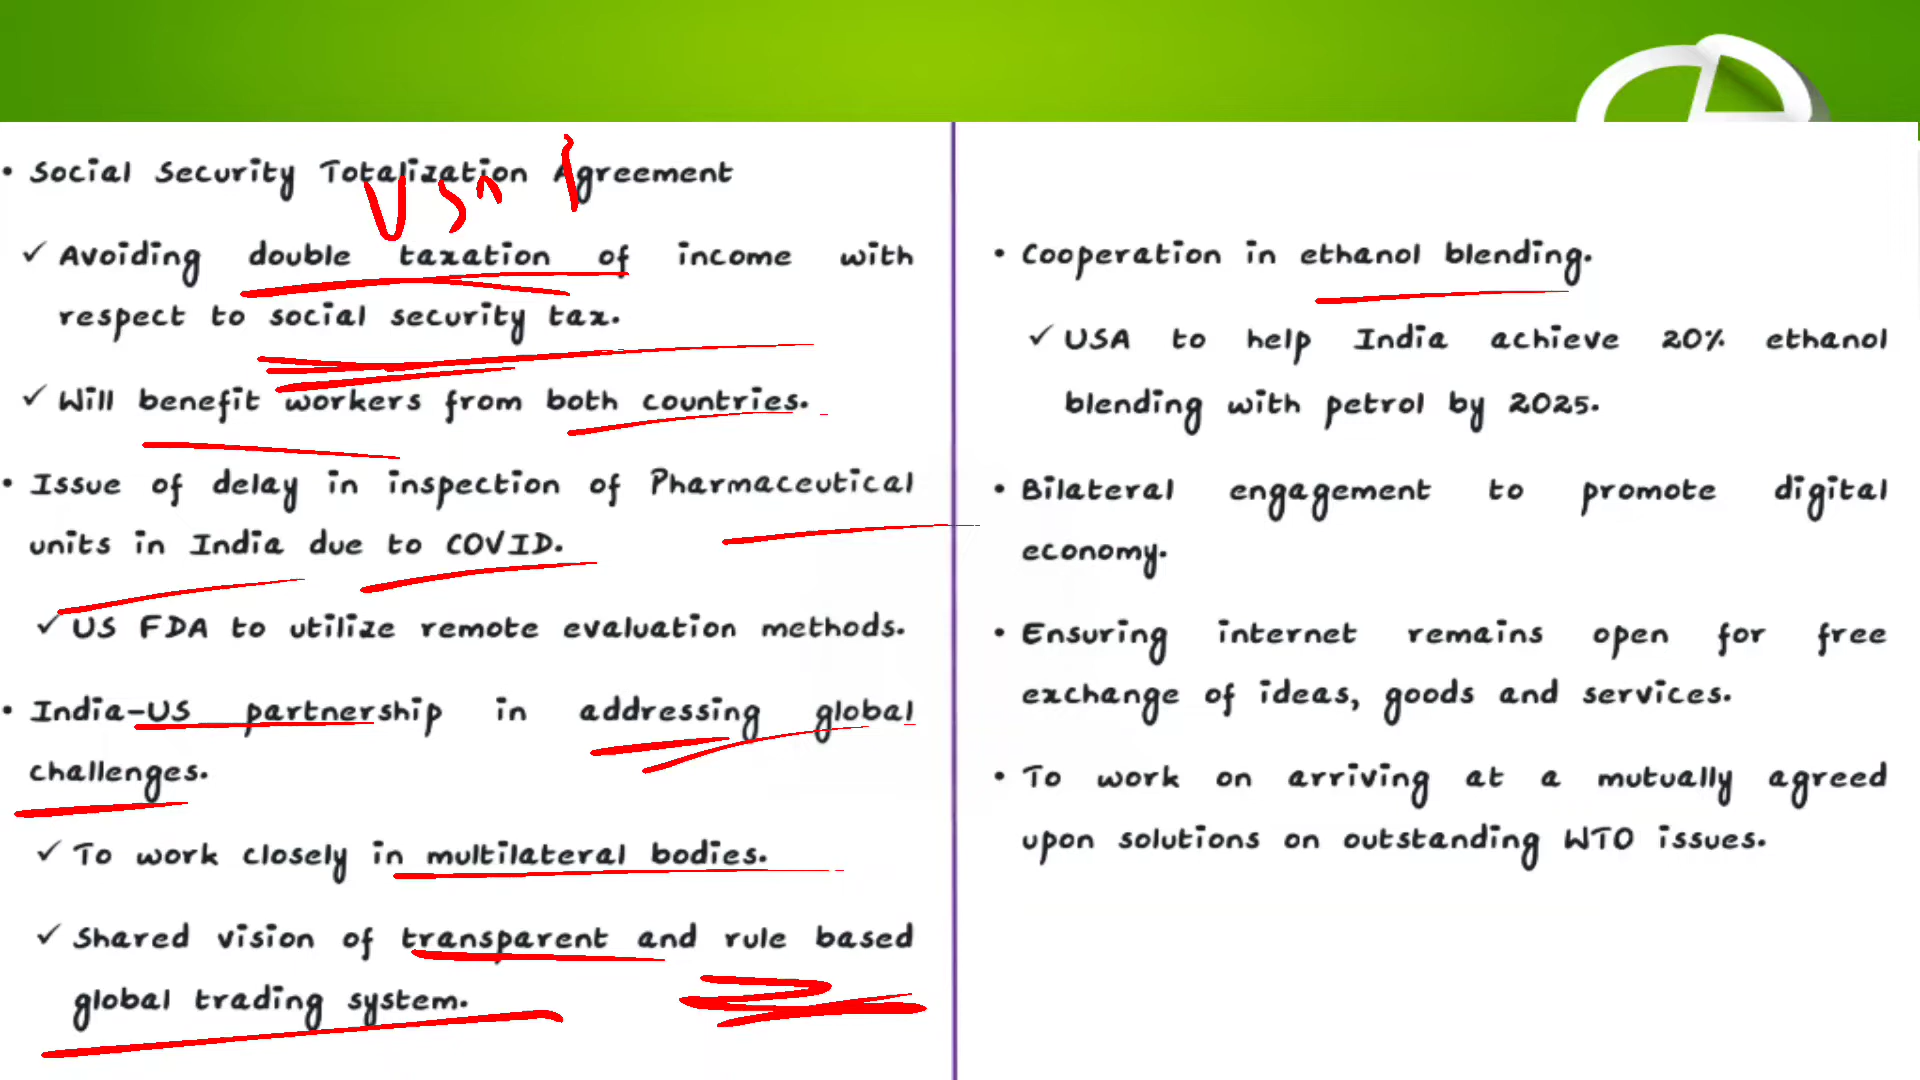 • Social Security Totalization Agreement
USA I
✓ Avoiding double taxation of income with
respect to social security tax.
✓ Will benefit workers from both countries.
• Issue of delay in inspection of Pharmaceutical
units in India due to COVID.
✓ US FDA to utilize remote evaluation methods.
• India-US partnership in addressing global
challenges.
✓ To work closely in multilateral bodies.
✓ Shared vision of transparent and rule based
global trading system.
• Cooperation in ethanol blending.
✓ USA to help India achieve 20% ethanol
blending with petrol by 2025.
• Bilateral engagement to promote digital
economy.
• Ensuring internet remains open for free
exchange of ideas, goods and services.
• To work on arriving at a mutually agreed
upon solutions on outstanding WTO issues.